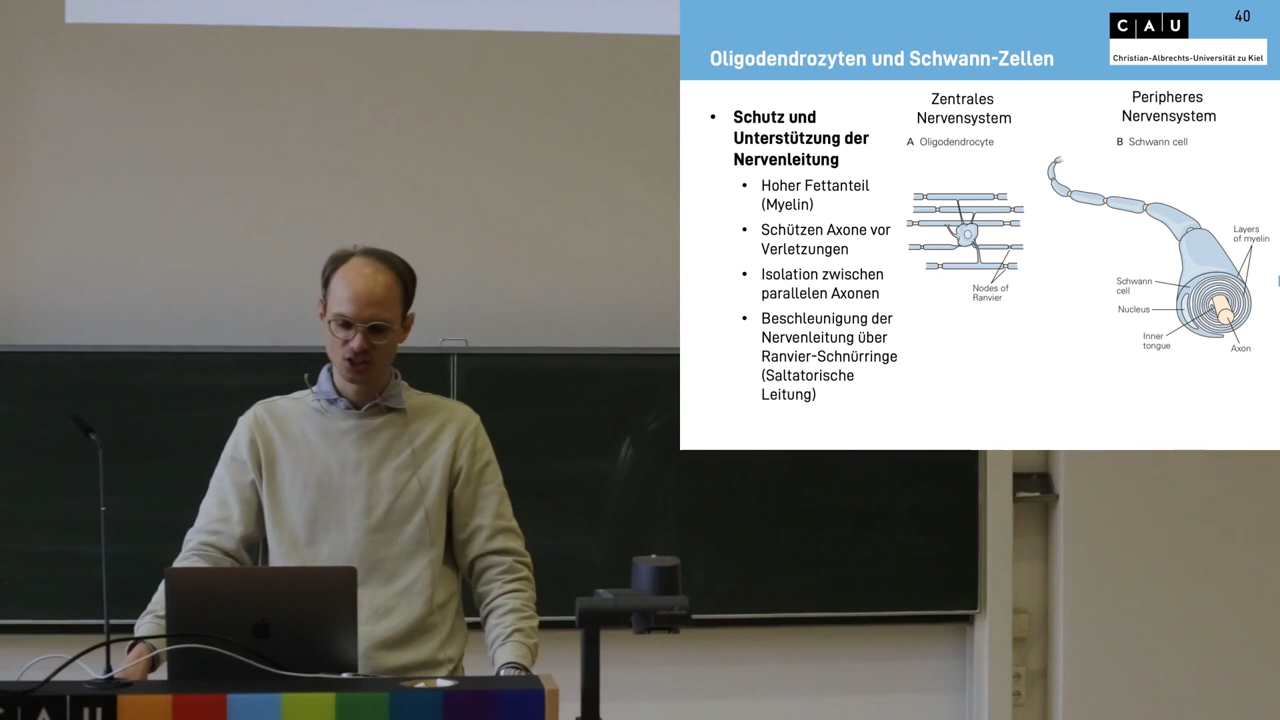 40
C A U
Christian-Albrechts-Universität zu Kiel
Oligodendrozyten und Schwann-Zellen
• Schutz und
Unterstützung der
Nervenleitung
• Hoher Fettanteil
(Myelin)
• Schützen Axone vor
Verletzungen
• Isolation zwischen
parallelen Axonen
• Beschleunigung der
Nervenleitung über
Ranvier-Schnürringe
(Saltatorische
Leitung)
Zentrales
Nervensystem
A Oligodendrocyte
Nodes of
Ranvier
Peripheres
Nervensystem
B Schwann cell
Layers
of myelin
Schwann
cell
Nucleus
Inner
tongue
Axon
C A U